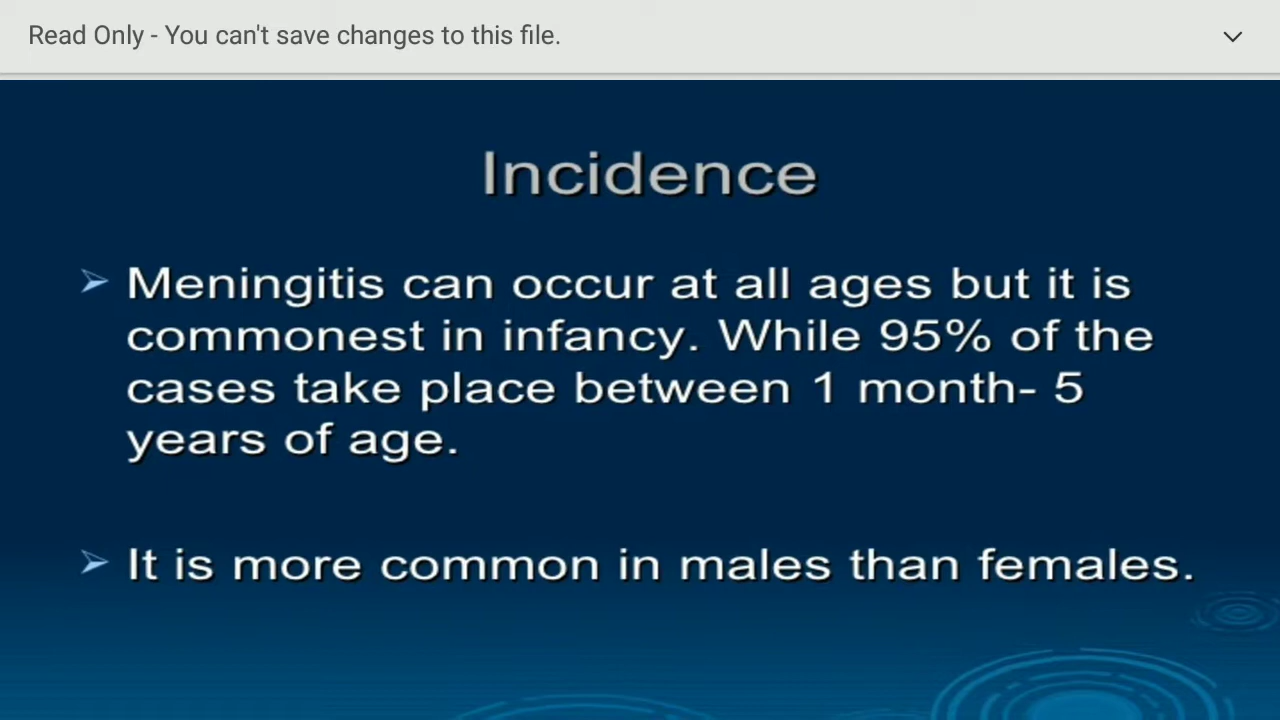 Read Only - You can't save changes to this file.
Incidence
➢ Meningitis can occur at all ages but it is
commonest in infancy. While 95% of the
cases take place between 1 month- 5
years of age.
➢ It is more common in males than females.